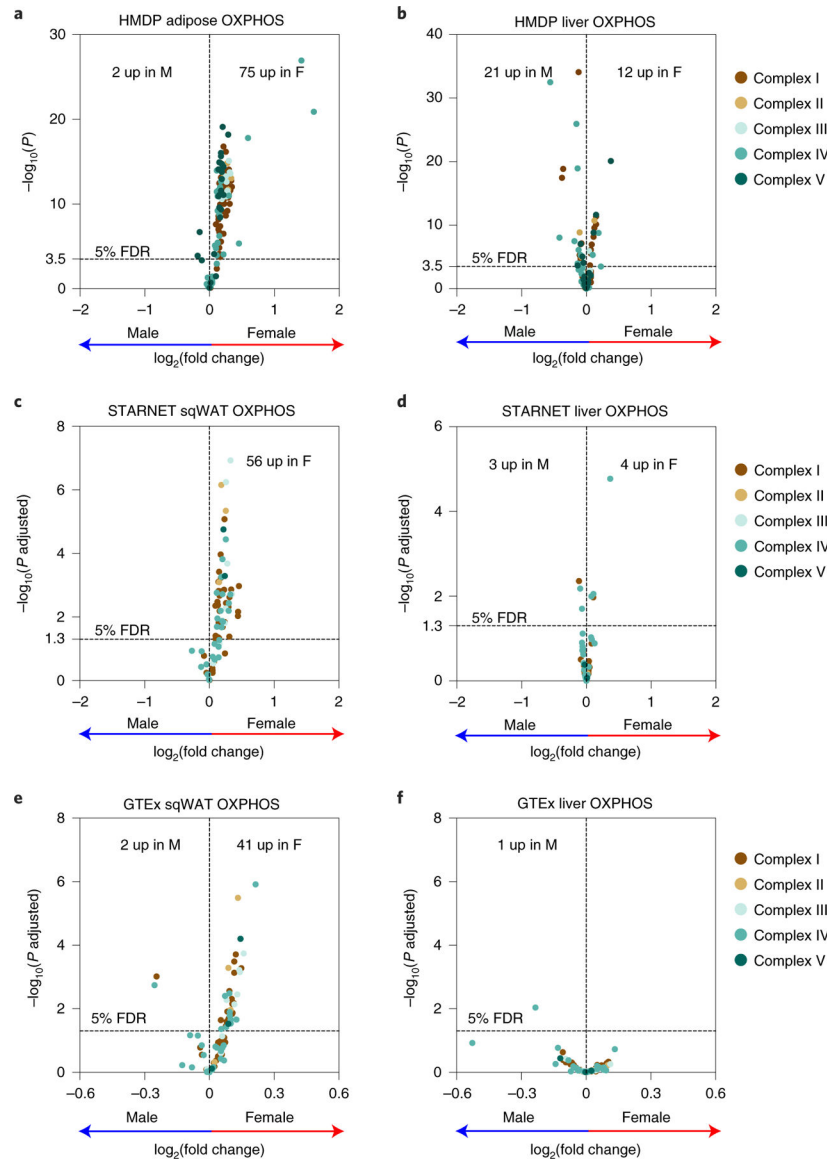 a
HMDP adipose OXPHOS
30
20
10
3.5
0
−log10(P)
2 up in M
75 up in F
5% FDR
−2
−1
0
1
2
Male
Female
log2(fold change)
b
HMDP liver OXPHOS
40
30
20
10
3.5
0
−log10(P)
21 up in M
12 up in F
5% FDR
−2
−1
0
1
2
Male
Female
log2(fold change)
Complex I
Complex II
Complex III
Complex IV
Complex V
c
STARNET sqWAT OXPHOS
8
6
4
2
1.3
0
−log10(P adjusted)
56 up in F
5% FDR
−2
−1
0
1
2
Male
Female
log2(fold change)
d
STARNET liver OXPHOS
6
4
2
1.3
0
−log10(P adjusted)
3 up in M
4 up in F
5% FDR
−2
−1
0
1
2
Male
Female
log2(fold change)
Complex I
Complex II
Complex III
Complex IV
Complex V
e
GTEx sqWAT OXPHOS
8
6
4
2
0
−log10(P adjusted)
2 up in M
41 up in F
5% FDR
−0.6
−0.3
0
0.3
0.6
Male
Female
log2(fold change)
f
GTEx liver OXPHOS
8
6
4
2
0
−log10(P adjusted)
1 up in M
5% FDR
−0.6
−0.3
0
0.3
0.6
Male
Female
log2(fold change)
Complex I
Complex II
Complex III
Complex IV
Complex V